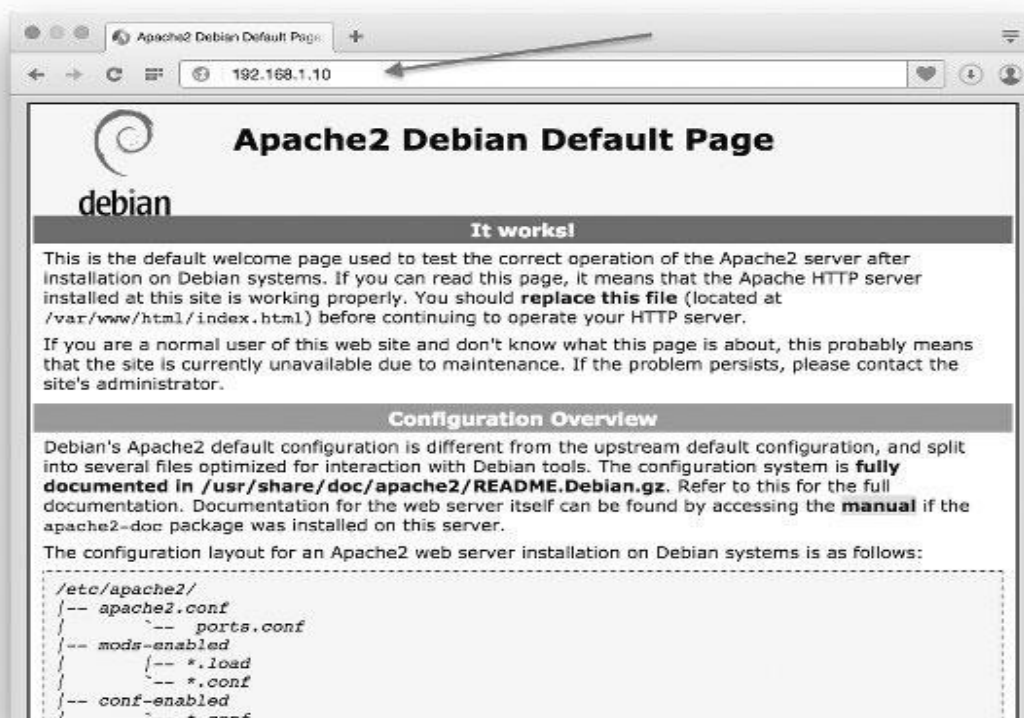 Apache2 Debian Default Page
192.168.1.10
Apache2 Debian Default Page
debian
It works!
This is the default welcome page used to test the correct operation of the Apache2 server after
installation on Debian systems. If you can read this page, it means that the Apache HTTP server
installed at this site is working properly. You should replace this file (located at
/var/www/html/index.html) before continuing to operate your HTTP server.
If you are a normal user of this web site and don't know what this page is about, this probably means
that the site is currently unavailable due to maintenance. If the problem persists, please contact the
site's administrator.
Configuration Overview
Debian's Apache2 default configuration is different from the upstream default configuration, and split
into several files optimized for interaction with Debian tools. The configuration system is fully
documented in /usr/share/doc/apache2/README.Debian.gz. Refer to this for the full
documentation. Documentation for the web server itself can be found by accessing the manual if the
apache2-doc package was installed on this server.
The configuration layout for an Apache2 web server installation on Debian systems is as follows:
/etc/apache2/
|-- apache2.conf
|       `--  ports.conf
|-- mods-enabled
|       |-- *.load
|       `-- *.conf
|-- conf-enabled
|       `-- *.conf